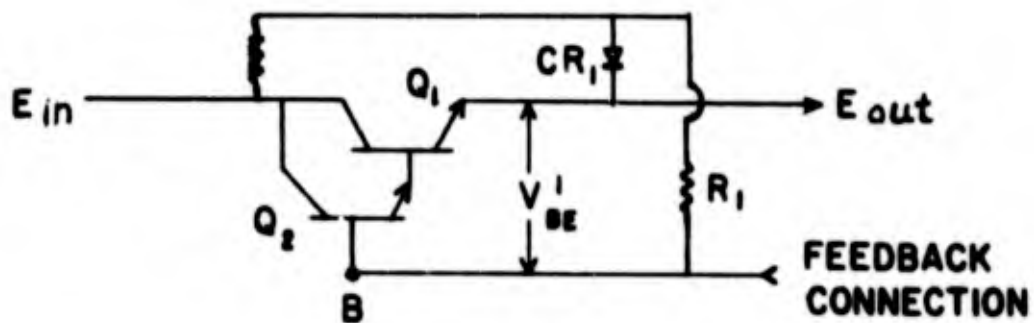 CR₁
Q₁
E in
E out
V'BE
R₁
Q₂
B
FEEDBACK
CONNECTION